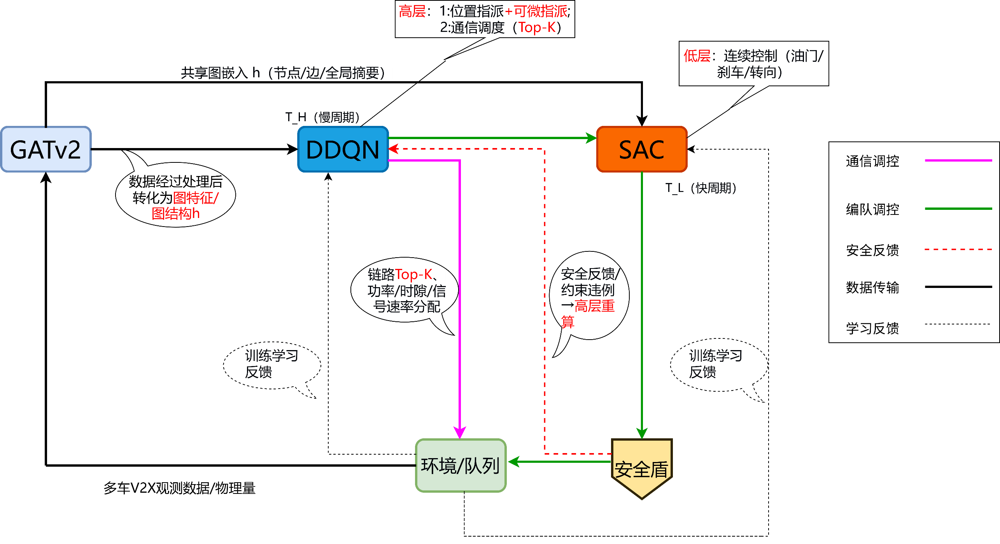 高层：1:位置指派+可微指派;
2:通信调度（Top-K）
低层：连续控制（油门/
刹车/转向）
共享图嵌入 h（节点/边/全局摘要）
T_H（慢周期）
GATv2
DDQN
SAC
T_L（快周期）
数据经过处理后
转化为图特征/
图结构h
通信调控
编队调控
安全反馈
数据传输
学习反馈
链路Top-K、
功率/时隙/信
号速率分配
安全反馈/
约束违例
→高层重
算
训练学习
反馈
训练学习
反馈
环境/队列
安全盾
多车V2X观测数据/物理量